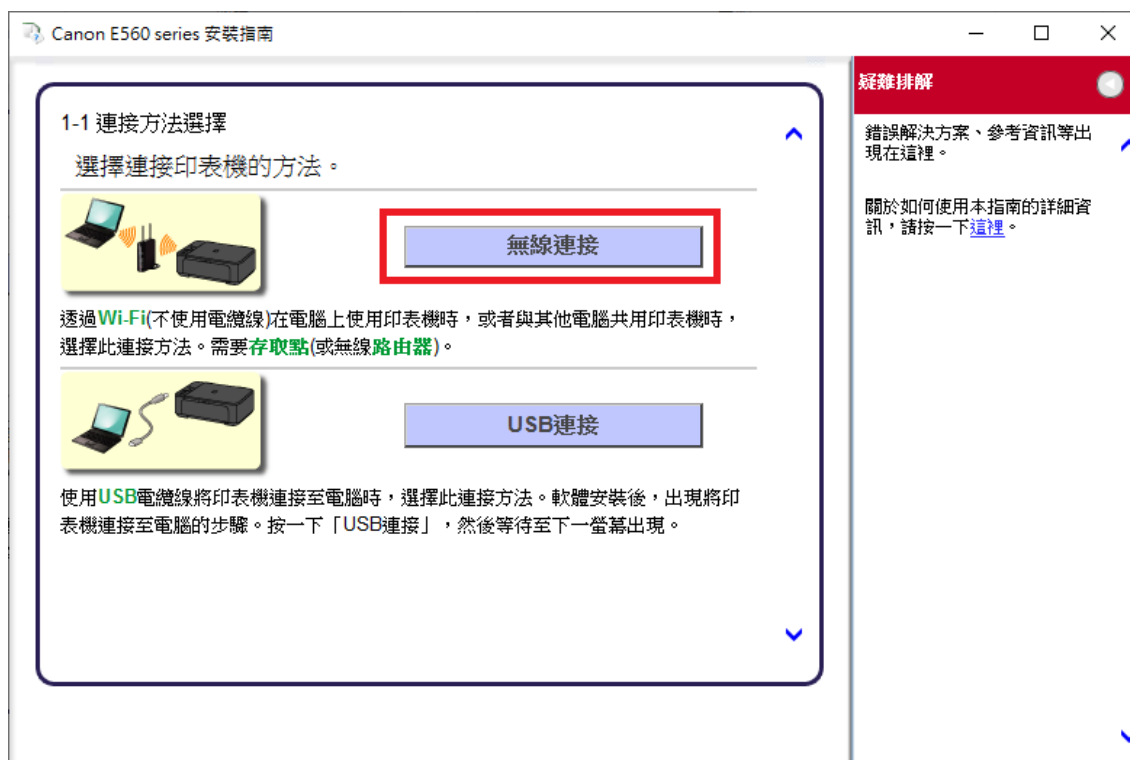 Canon E560 series 安裝指南
1-1 連接方法選擇
選擇連接印表機的方法。
無線連接
透過Wi-Fi(不使用電纜線)在電腦上使用印表機時，或者與其他電腦共用印表機時，
選擇此連接方法。需要存取點(或無線路由器)。
USB連接
使用USB電纜線將印表機連接至電腦時，選擇此連接方法。軟體安裝後，出現將印
表機連接至電腦的步驟。按一下「USB連接」，然後等待至下一螢幕出現。
疑難排解
錯誤解決方案、參考資訊等出
現在這裡。
關於如何使用本指南的詳細資
訊，請按一下這裡。